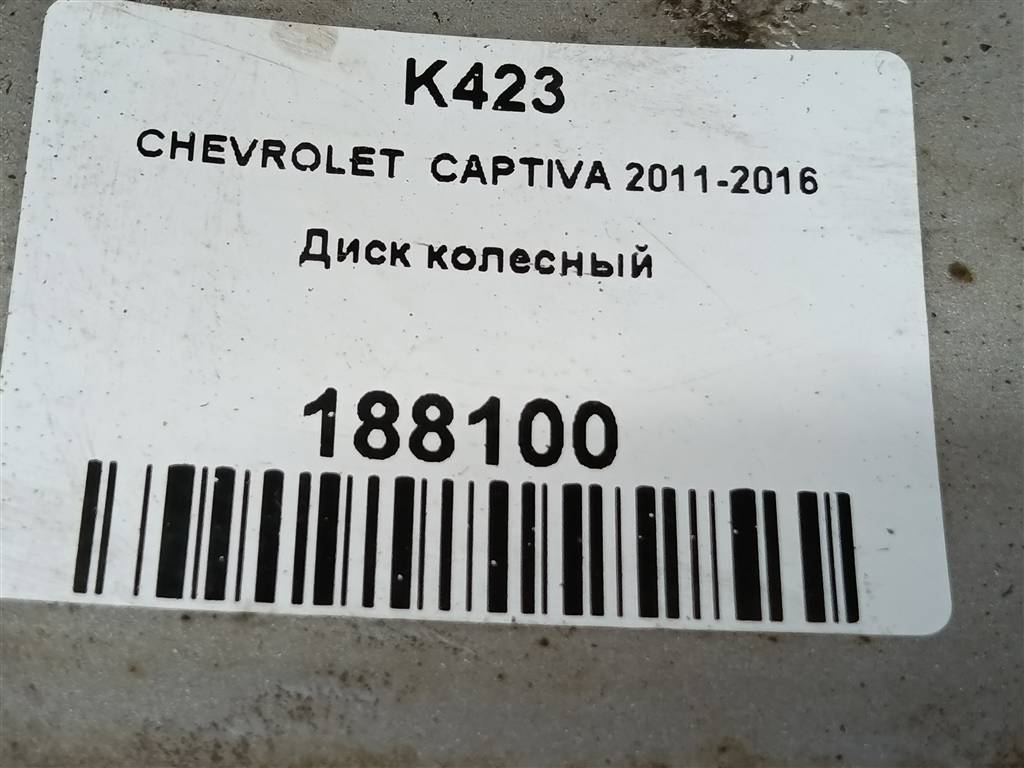 K423
CHEVROLET CAPTIVA 2011-2016
Диск колесный
188100